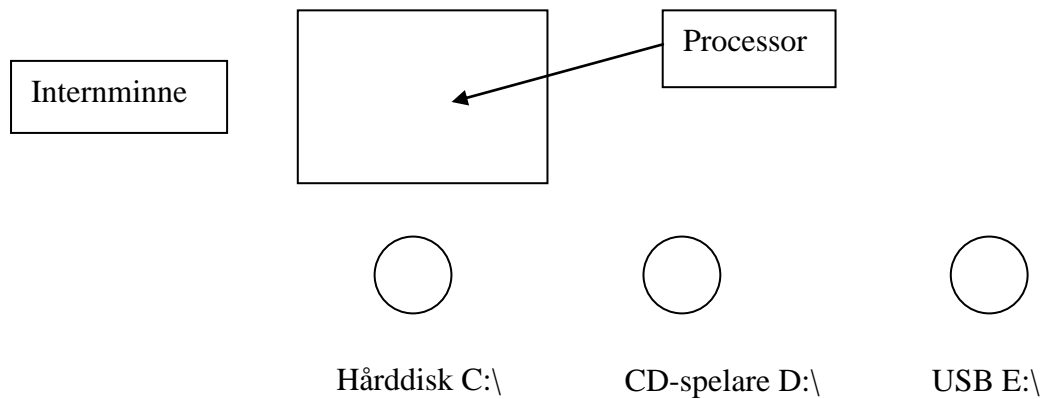 Processor
Internminne
Hårddisk C:\
CD-spelare D:\
USB E:\